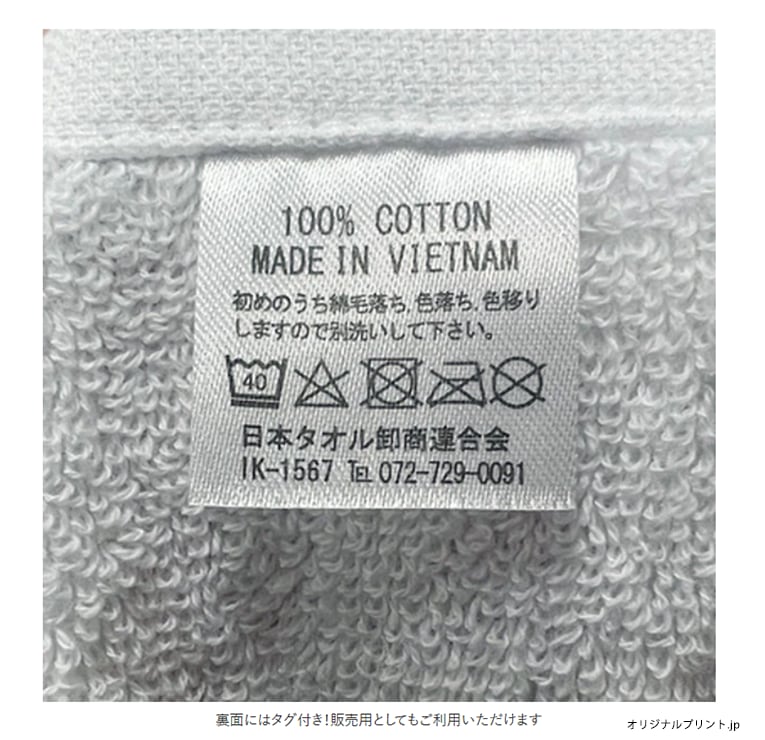 100% COTTON
MADE IN VIETNAM
初めのうち綿毛落ち、色落ち、色移り
しますので別洗いして下さい。
40
日本タオル卸商連合会
IK-1567 TEL 072-729-0091
裏面にはタグ付き!販売用としてもご利用いただけます
オリジナルプリント.jp